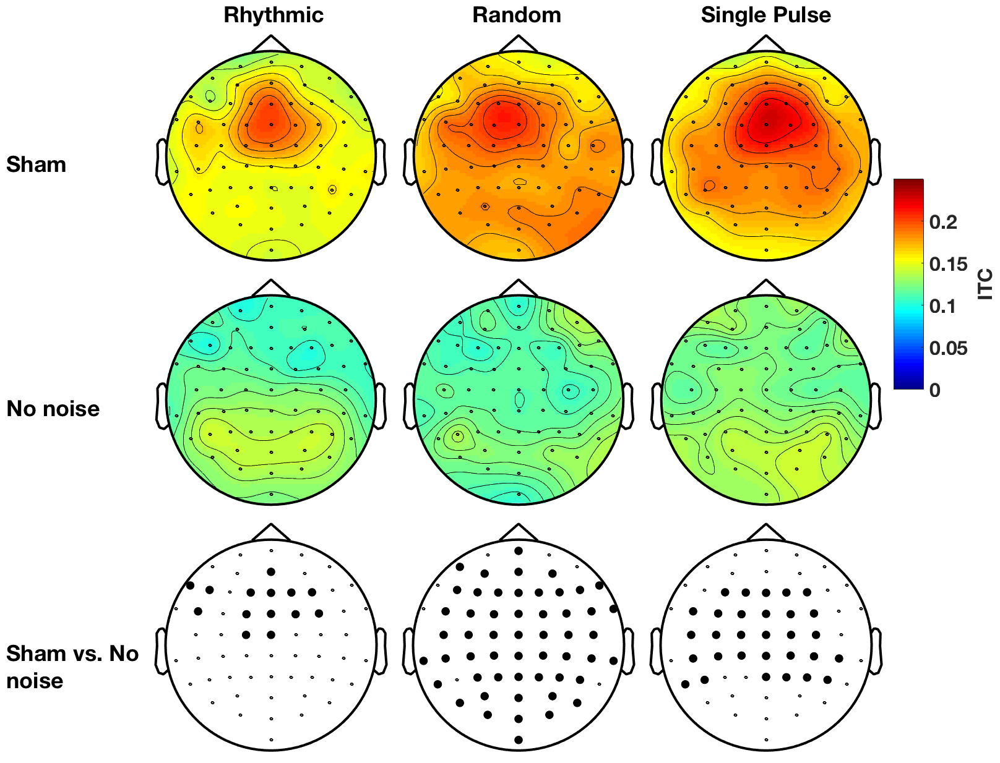 Rhythmic
Random
Single Pulse
Sham
0.2
0.15
0.1
0.05
0
ITC
No noise
Sham vs. No
noise